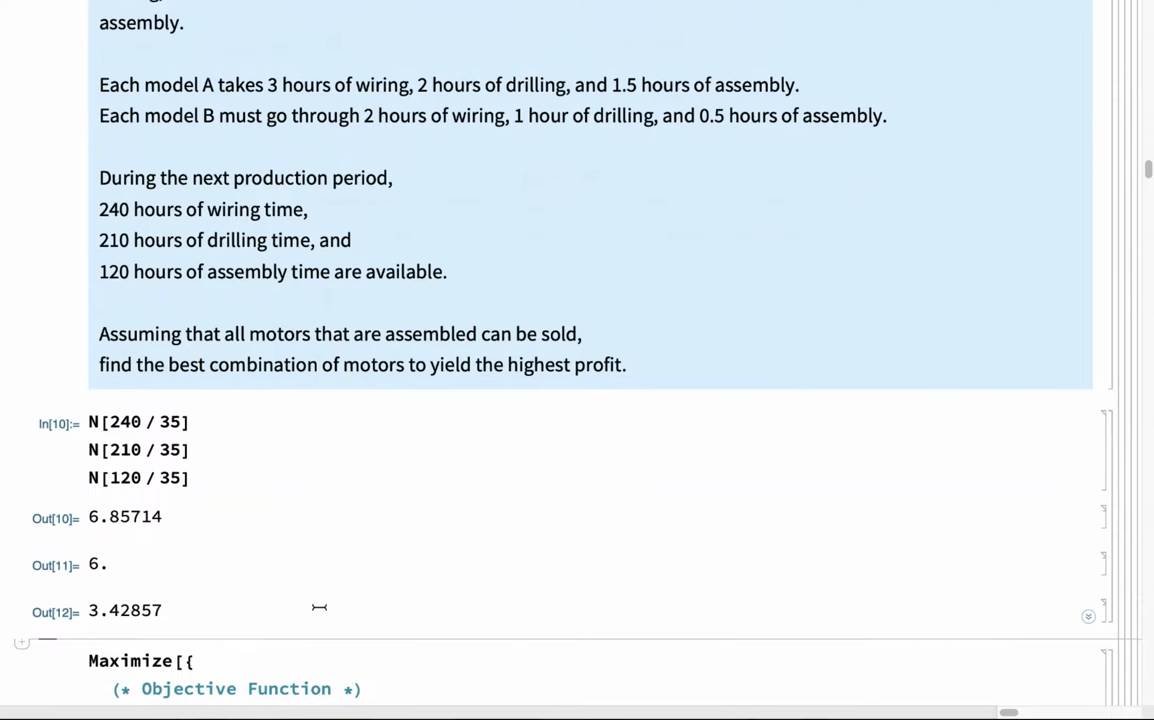 assembly.
Each model A takes 3 hours of wiring, 2 hours of drilling, and 1.5 hours of assembly.
Each model B must go through 2 hours of wiring, 1 hour of drilling, and 0.5 hours of assembly.
During the next production period,
240 hours of wiring time,
210 hours of drilling time, and
120 hours of assembly time are available.
Assuming that all motors that are assembled can be sold,
find the best combination of motors to yield the highest profit.
In[10]:= N[240 / 35]
N[210 / 35]
N[120 / 35]
Out[10]= 6.85714
Out[11]= 6.
Out[12]= 3.42857
Maximize[{
(* Objective Function *)